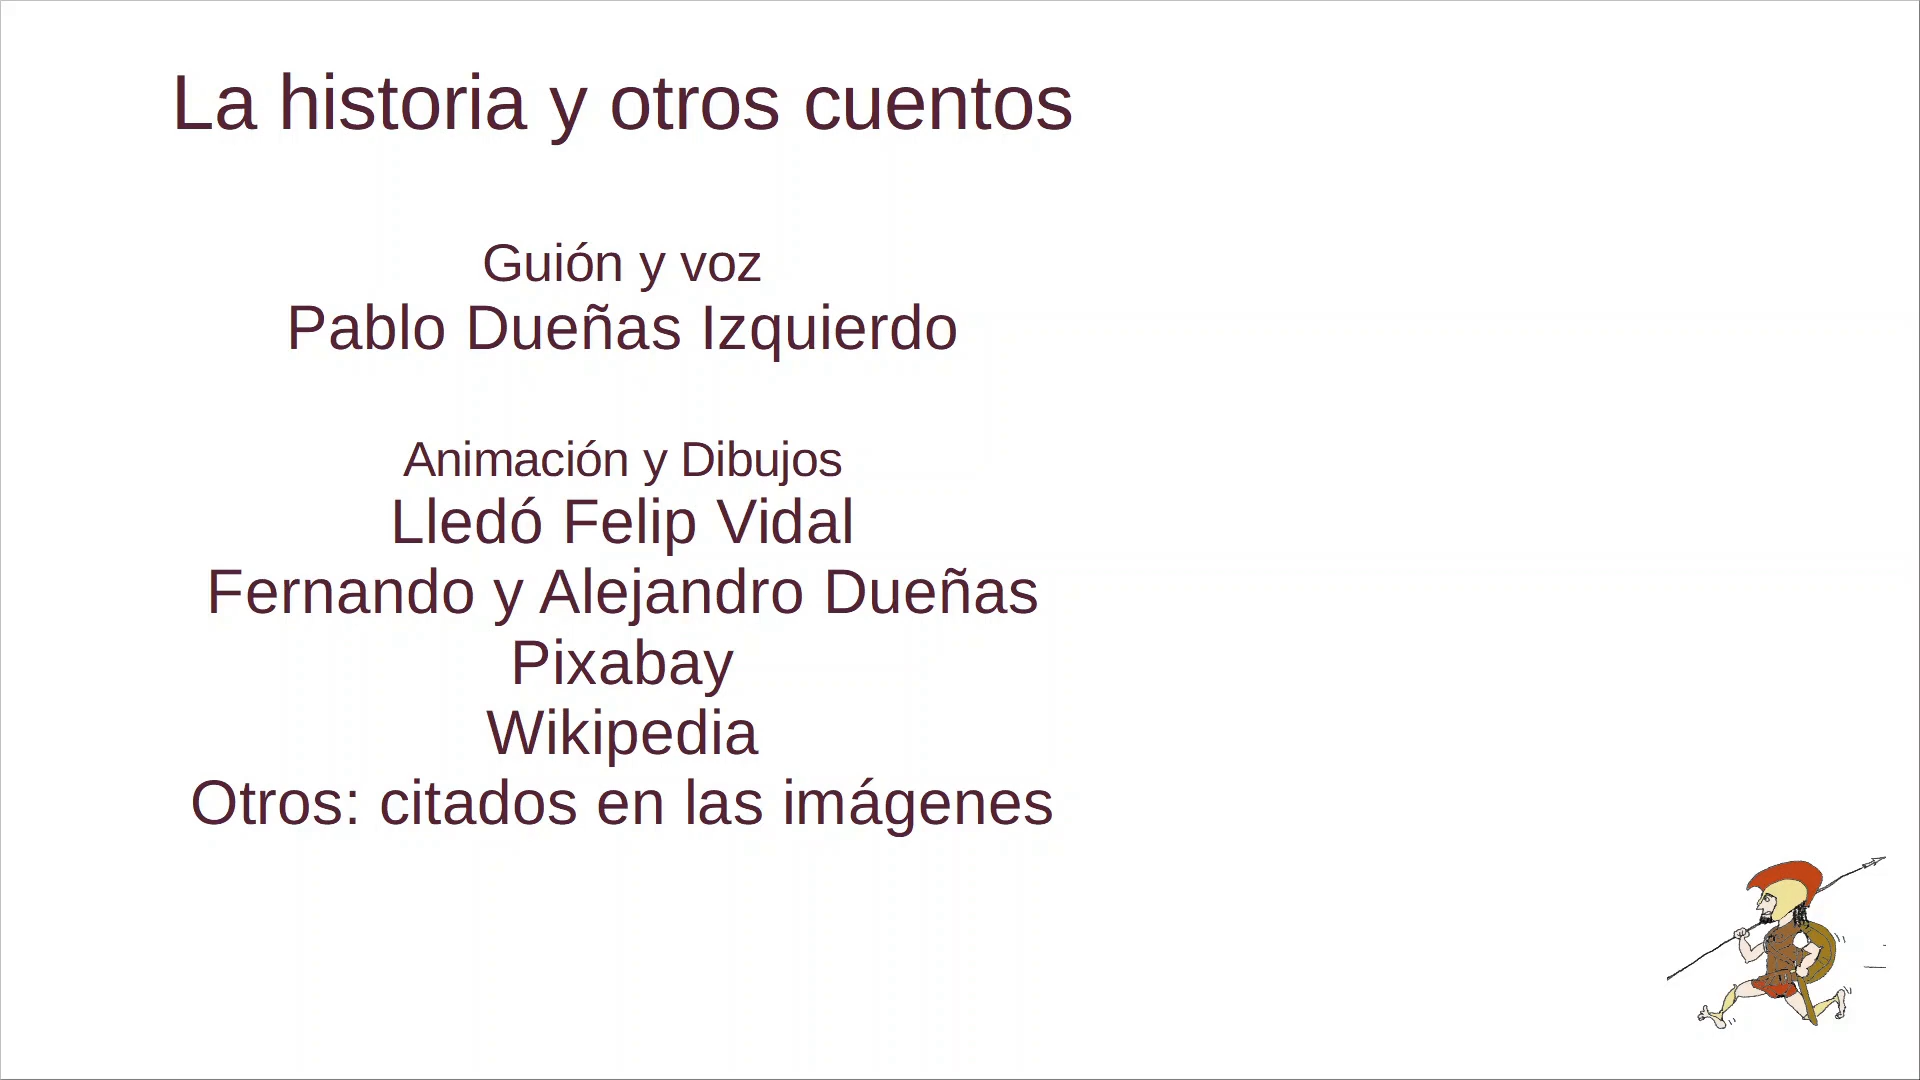 La historia y otros cuentos
Guión y voz
Pablo Dueñas Izquierdo
Animación y Dibujos
Lledó Felip Vidal
Fernando y Alejandro Dueñas
Pixabay
Wikipedia
Otros: citados en las imágenes